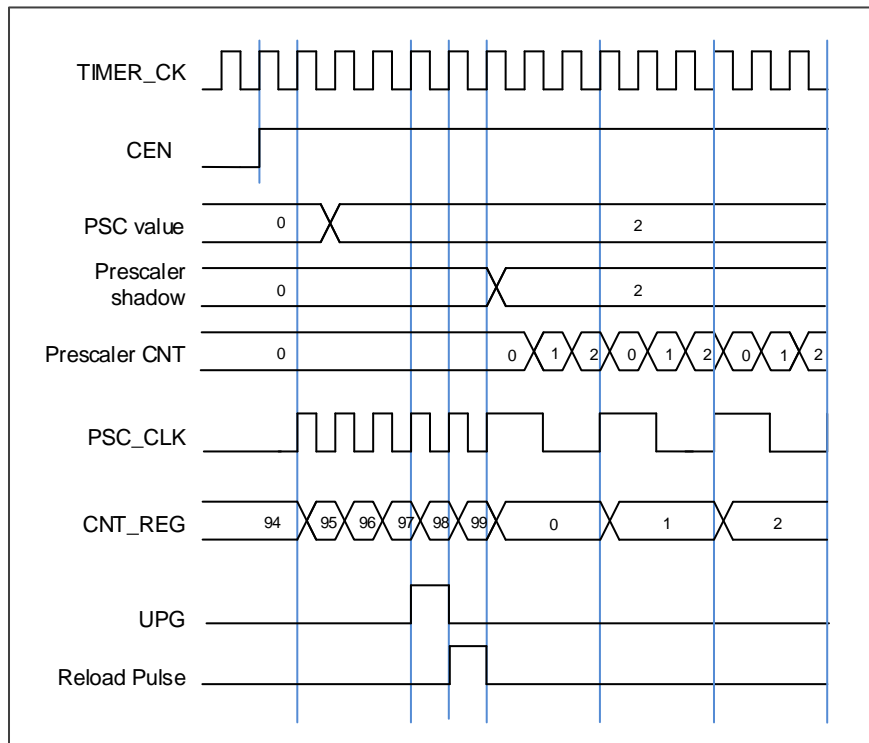 TIMER_CK
CEN
PSC value 0 2
Prescaler
shadow 0 2
Prescaler CNT 0 0 1 2 0 1 2 0 1 2
PSC_CLK
CNT_REG 94 95 96 97 98 99 0 1 2
UPG
Reload Pulse